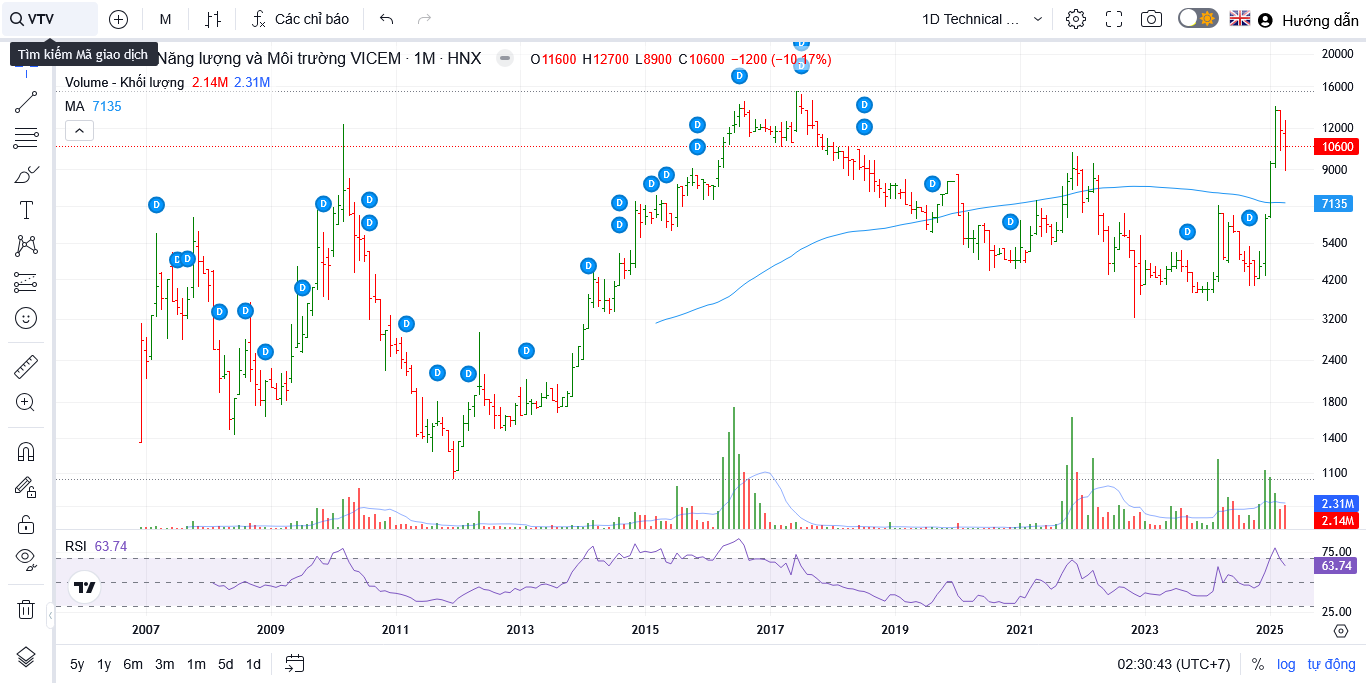 VTV
M
Các chỉ báo
1D Technical ...
Hướng dẫn
Tìm kiếm Mã giao dịch
Năng lượng và Môi trường VICEM · 1M · HNX
O11600 H12700 L8900 C10600 −1200 (−10.17%)
Volume - Khối lượng 2.14M 2.31M
MA 7135
20000
16000
12000
10600
9000
7135
5400
4200
3200
2400
1800
1400
1100
2.31M
2.14M
RSI 63.74
75.00
63.74
25.00
2007 2009 2011 2013 2015 2017 2019 2021 2023 2025
5y 1y 6m 3m 1m 5d 1d
02:30:43 (UTC+7)
% log tự động